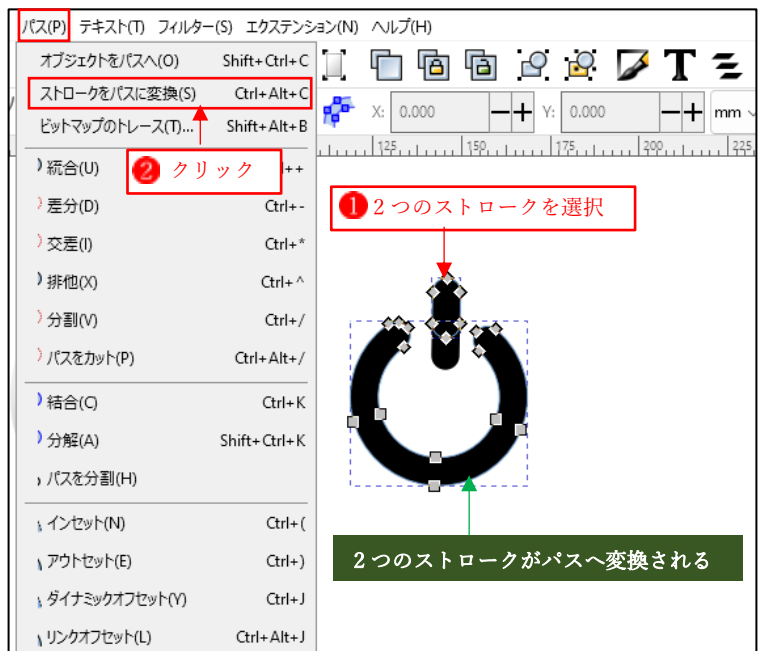 パス(P) テキスト(T) フィルター(S) エクステンション(N) ヘルプ(H)
オブジェクトをパスへ(O) Shift+Ctrl+C
ストロークをパスに変換(S) Ctrl+Alt+C
ビットマップのトレース(T)... Shift+Alt+B
X: 0.000 Y: 0.000 mm
125 150 175 200 225
統合(U) ++
❷ クリック
差分(D) Ctrl+-
❶ 2つのストロークを選択
交差(I) Ctrl+*
排他(X) Ctrl+^
分割(V) Ctrl+/
パスをカット(P) Ctrl+Alt+/
結合(C) Ctrl+K
分解(A) Shift+Ctrl+K
パスを分割(H)
インセット(N) Ctrl+(
アウトセット(E) Ctrl+)
2つのストロークがパスへ変換される
ダイナミックオフセット(Y) Ctrl+J
リンクオフセット(L) Ctrl+Alt+J